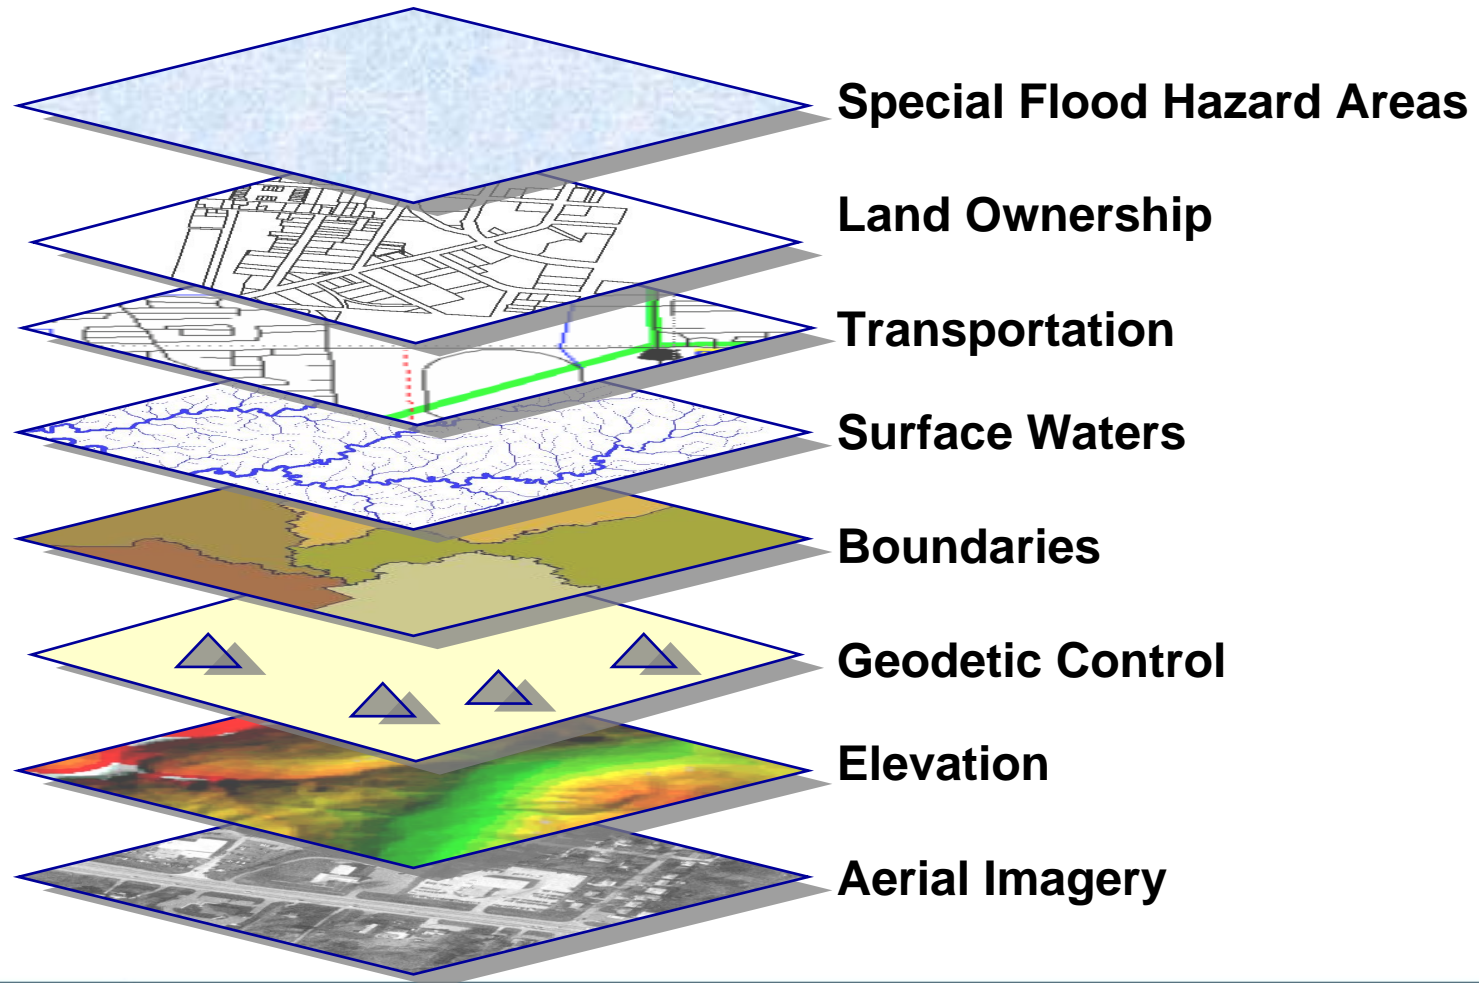 Special Flood Hazard Areas
Land Ownership
Transportation
Surface Waters
Boundaries
Geodetic Control
Elevation
Aerial Imagery